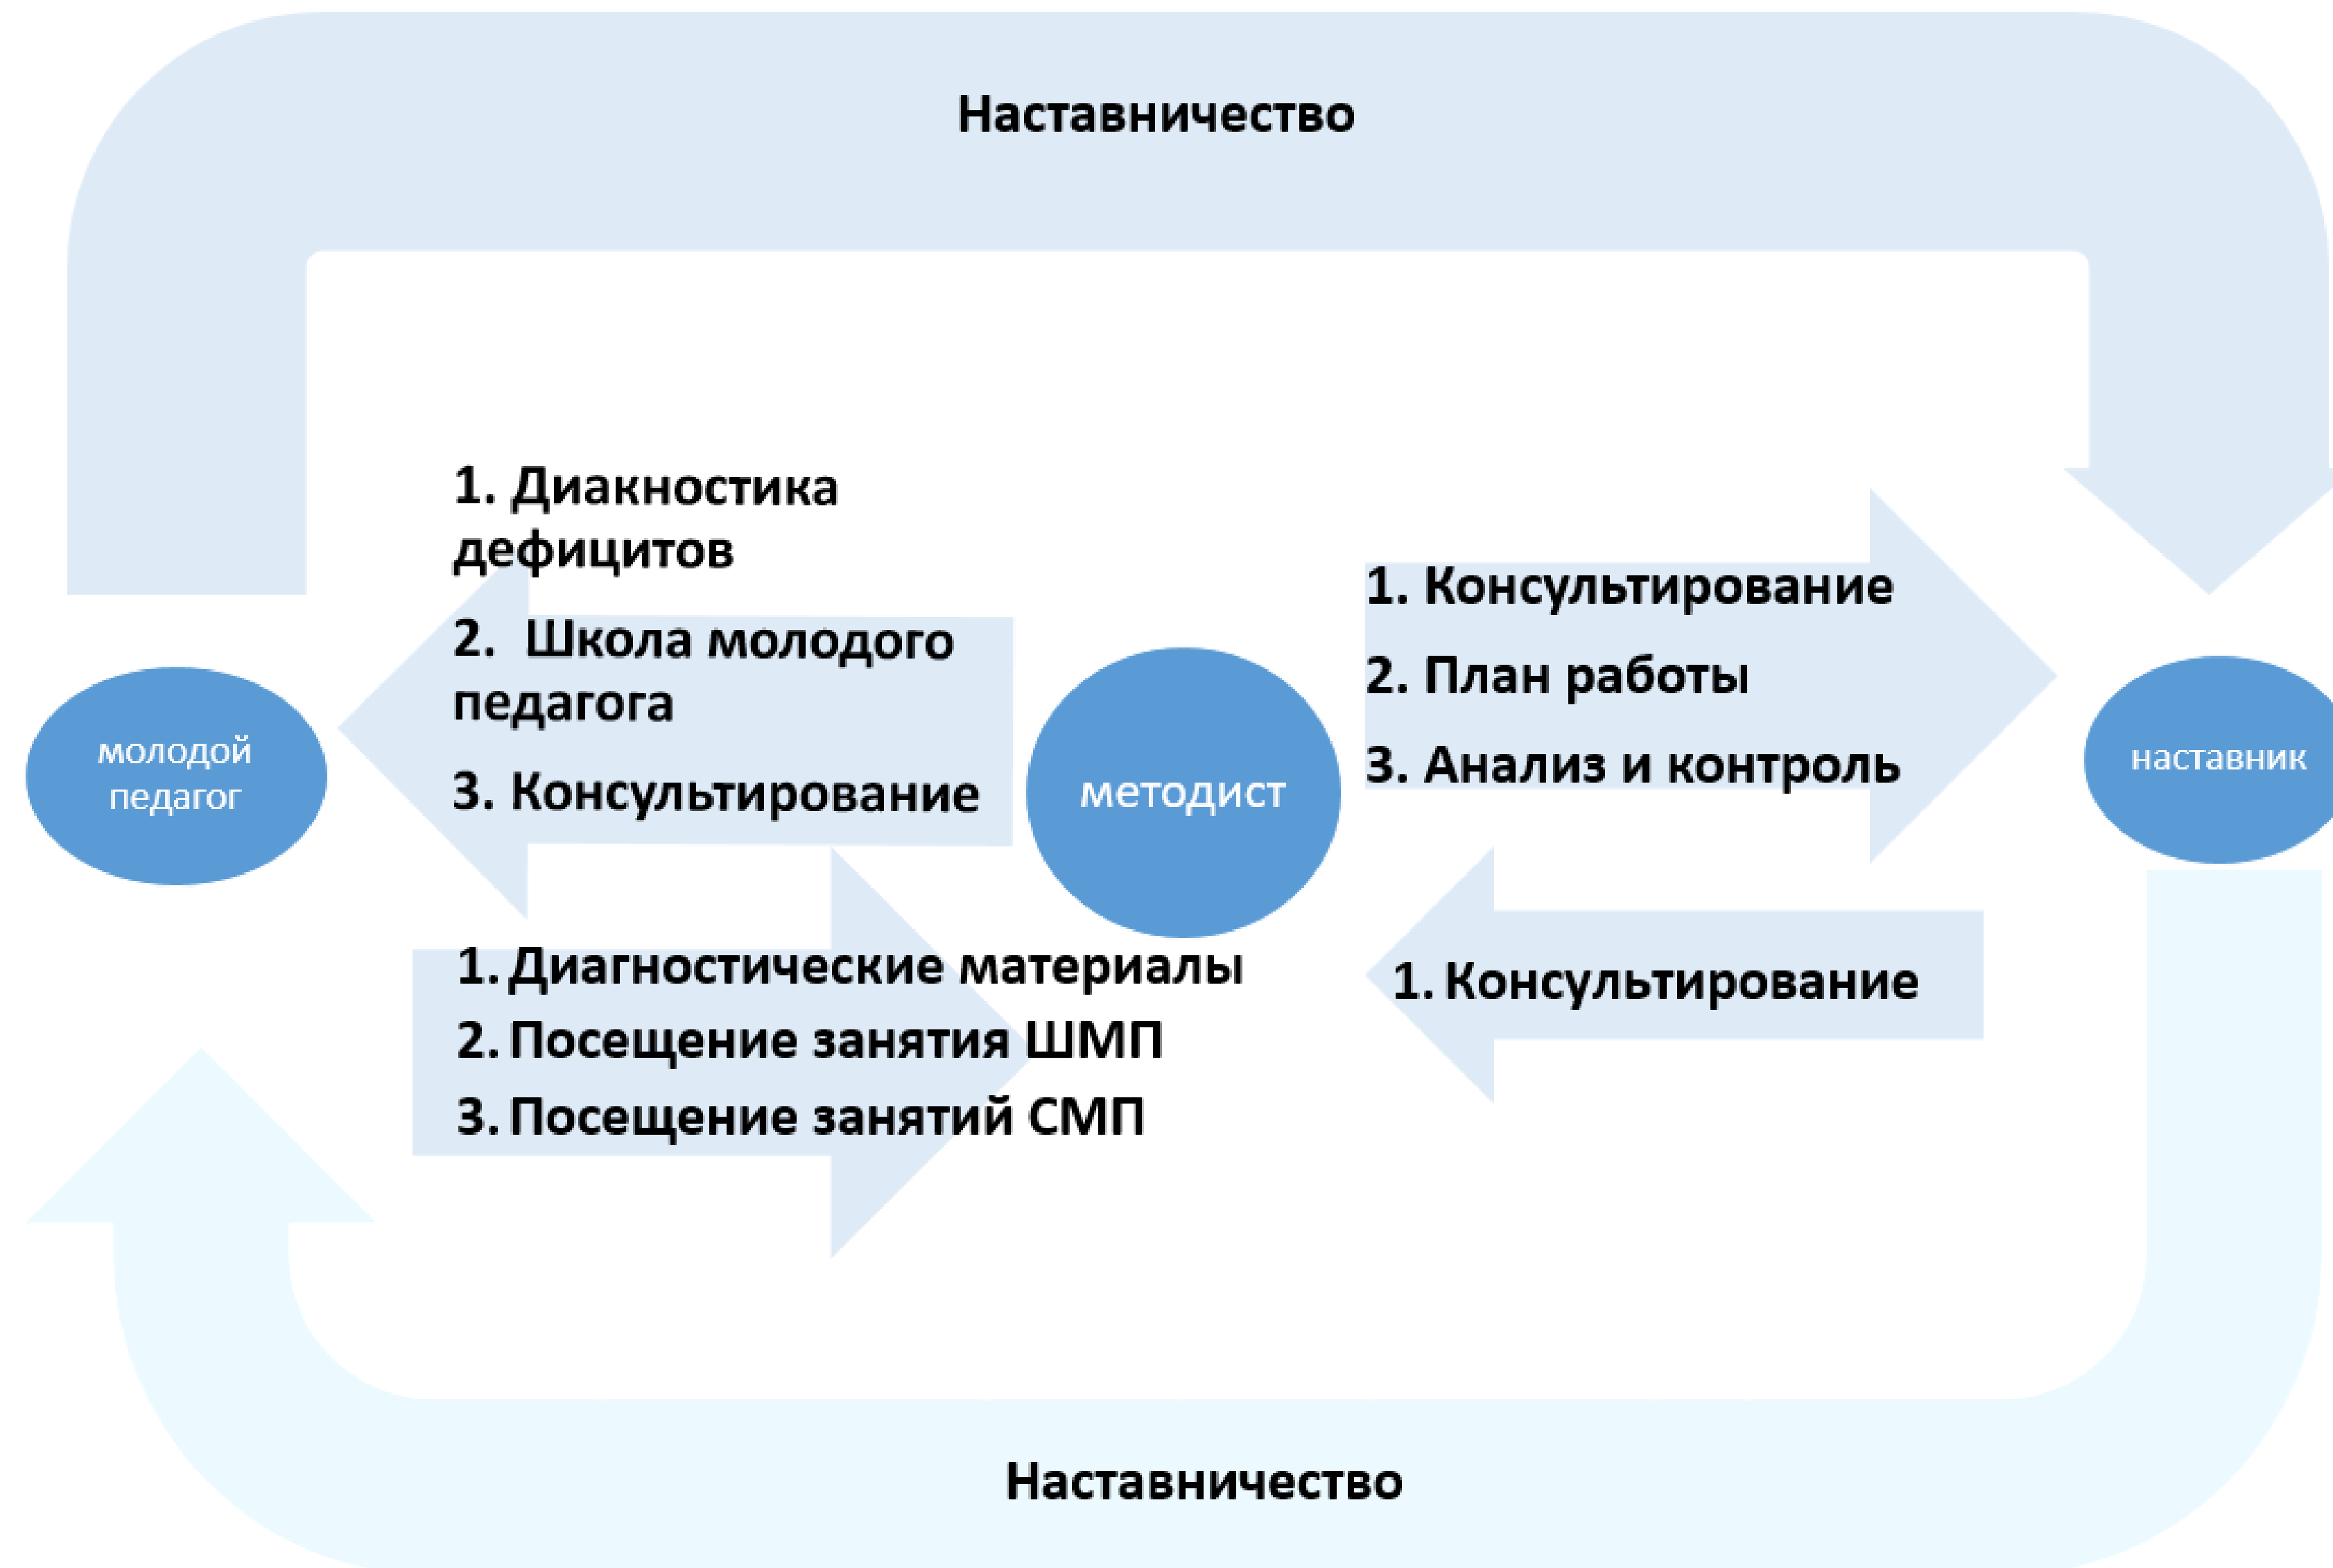 Наставничество
1. Диакностика
дефицитов
2. Школа молодого
педагога
3. Консультирование
1. Консультирование
2. План работы
3. Анализ и контроль
молодой
педагог
методист
наставник
1. Диагностические материалы
2. Посещение занятия ШМП
3. Посещение занятий СМП
1. Консультирование
Наставничество